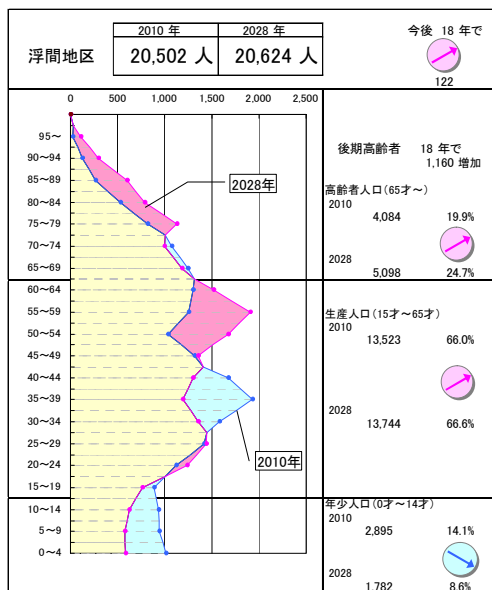 浮間地区
2010 年 2028 年
20,502 人 20,624 人
今後 18 年で
122
0 500 1,000 1,500 2,000 2,500
95～
90～94
85～89
80～84
75～79
70～74
65～69
60～64
55～59
50～54
45～49
40～44
35～39
30～34
25～29
20～24
15～19
10～14
5～9
0～4
2028年
2010年
後期高齢者 18 年で
1,160 増加
高齢者人口(65才～)
2010
4,084 19.9%
2028
5,098 24.7%
生産人口(15才～65才)
2010
13,523 66.0%
2028
13,744 66.6%
年少人口(0才～14才)
2010
2,895 14.1%
2028
1,782 8.6%